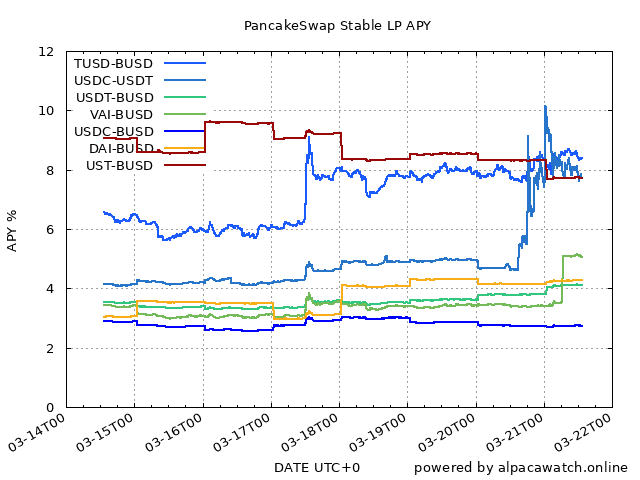 PancakeSwap Stable LP APY
12
10
8
6
4
2
0
APY %
TUSD-BUSD
USDC-USDT
USDT-BUSD
VAI-BUSD
USDC-BUSD
DAI-BUSD
UST-BUSD
03-14T00
03-15T00
03-16T00
03-17T00
03-18T00
03-19T00
03-20T00
03-21T00
03-22T00
DATE UTC+0
powered by alpacawatch.online